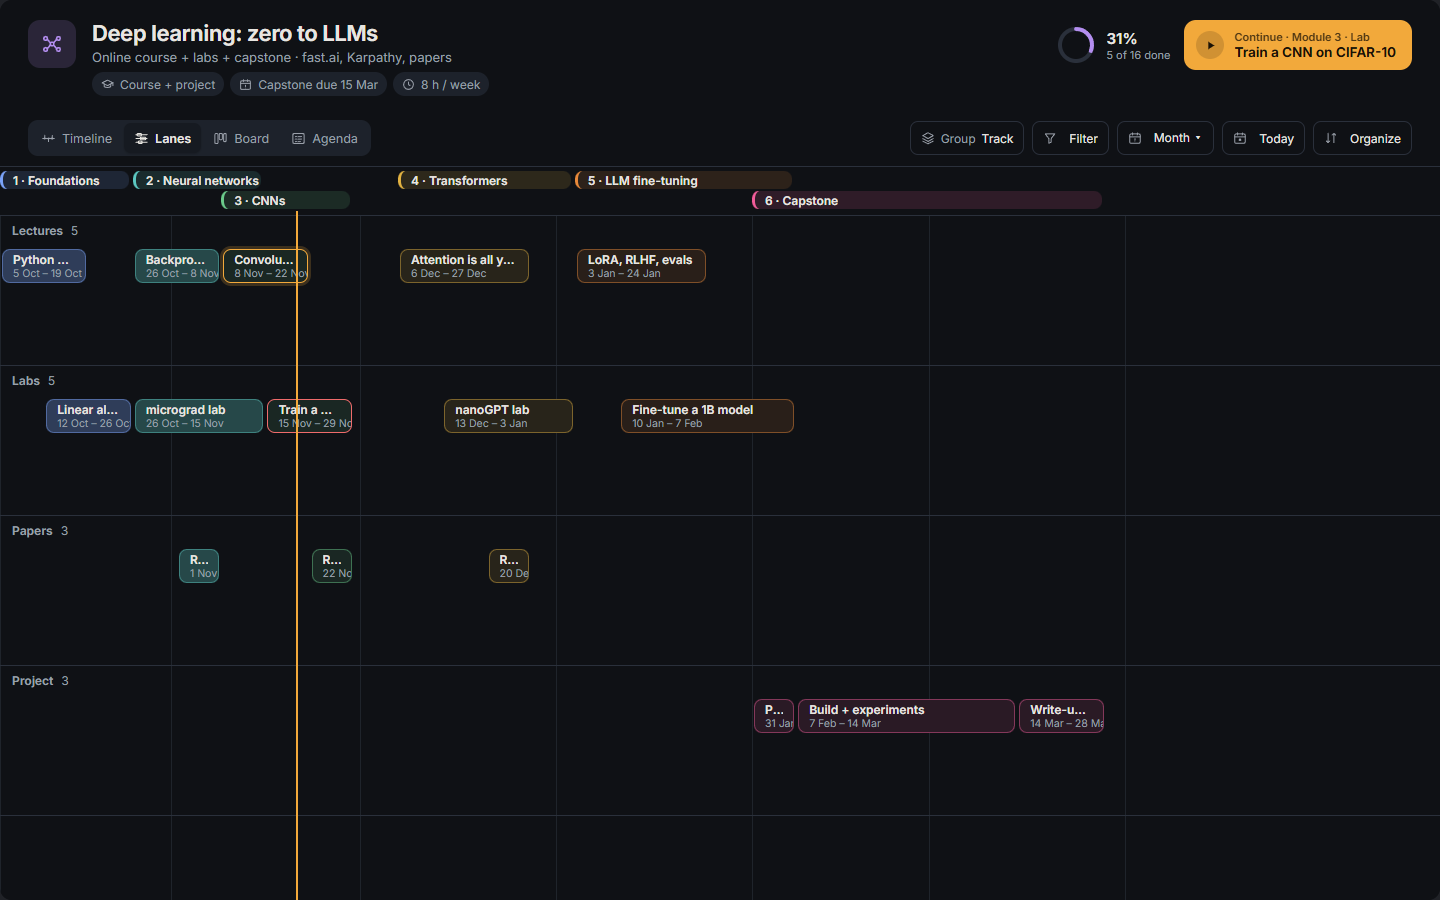 Deep learning: zero to LLMs
Online course + labs + capstone · fast.ai, Karpathy, papers
Course + project
Capstone due 15 Mar
8 h / week
31%
5 of 16 done
Continue · Module 3 · Lab
Train a CNN on CIFAR-10
Timeline
Lanes
Board
Agenda
Group Track
Filter
Month
Today
Organize
1 · Foundations
2 · Neural networks
4 · Transformers
5 · LLM fine-tuning
3 · CNNs
6 · Capstone
Lectures 5
Python ...
5 Oct – 19 Oct
Backpro...
26 Oct – 8 Nov
Convolu...
8 Nov – 22 Nov
Attention is all y...
6 Dec – 27 Dec
LoRA, RLHF, evals
3 Jan – 24 Jan
Labs 5
Linear al...
12 Oct – 26 Oc
micrograd lab
26 Oct – 15 Nov
Train a ...
15 Nov – 29 No
nanoGPT lab
13 Dec – 3 Jan
Fine-tune a 1B model
10 Jan – 7 Feb
Papers 3
R...
1 Nov
R...
22 No
R...
20 De
Project 3
P...
31 Jan
Build + experiments
7 Feb – 14 Mar
Write-u...
14 Mar – 28 Ma